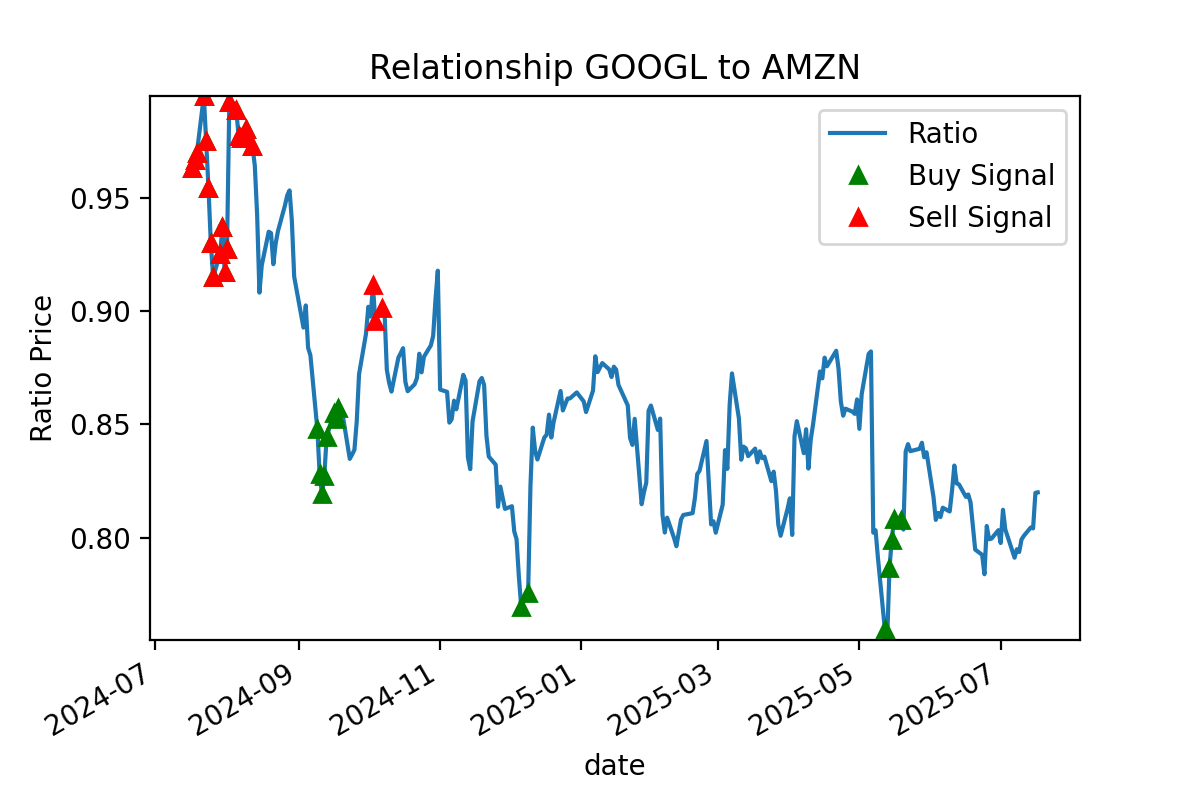 Relationship GOOGL to AMZN
Ratio
Buy Signal
Sell Signal
Ratio Price
0.95
0.90
0.85
0.80
2024-07
2024-09
2024-11
2025-01
2025-03
2025-05
2025-07
date